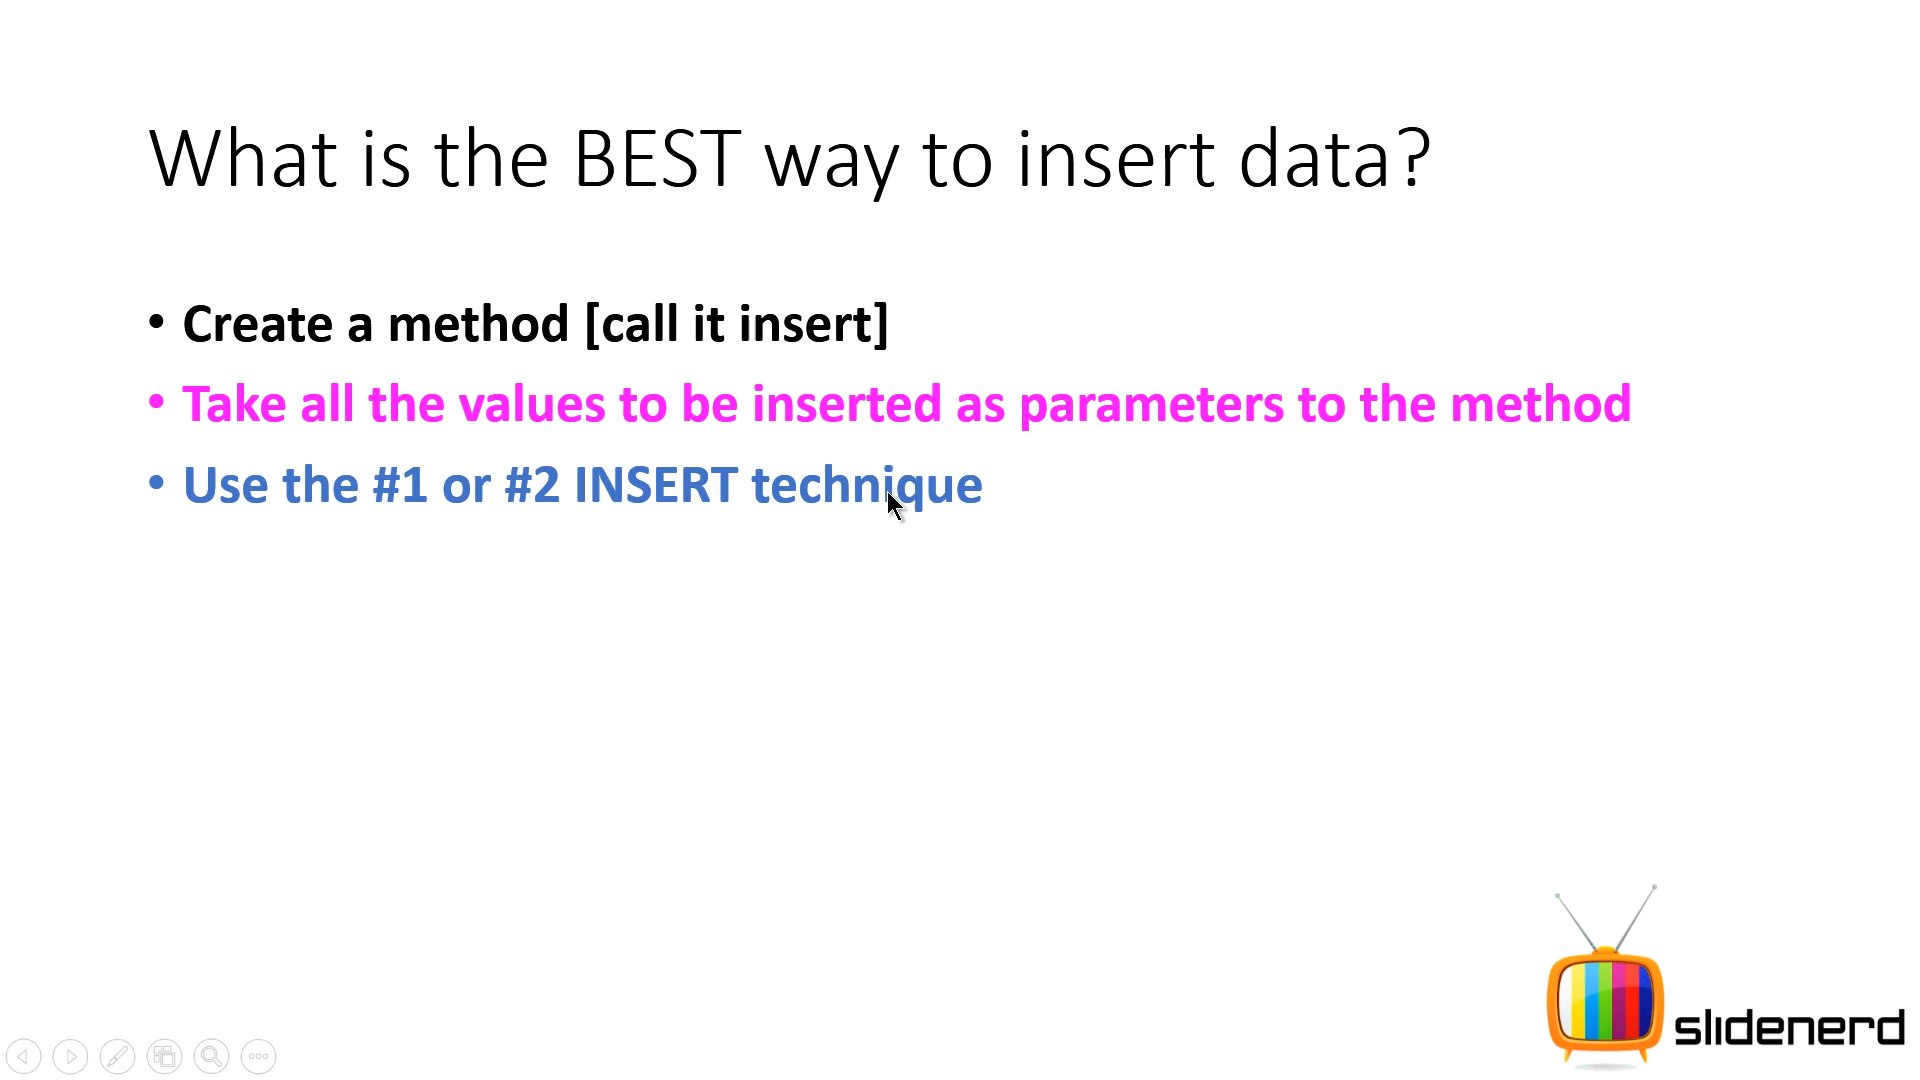 What is the BEST way to insert data?
• Create a method [call it insert]
• Take all the values to be inserted as parameters to the method
• Use the #1 or #2 INSERT technique
slidenerd